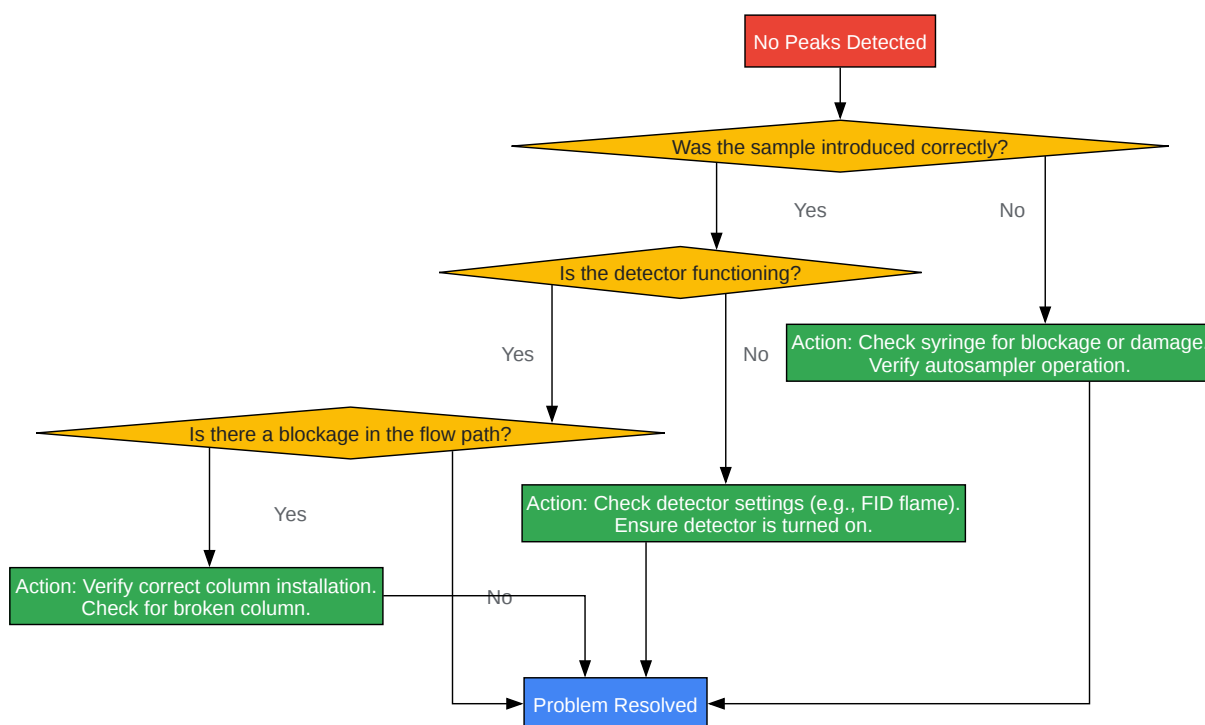 No Peaks Detected
Was the sample introduced correctly?
Yes
No
Is the detector functioning?
Yes
No
Action: Check syringe for blockage or damage
Verify autosampler operation.
Is there a blockage in the flow path?
Yes
No
Action: Check detector settings (e.g., FID flame).
Ensure detector is turned on.
Action: Verify correct column installation.
Check for broken column.
Problem Resolved